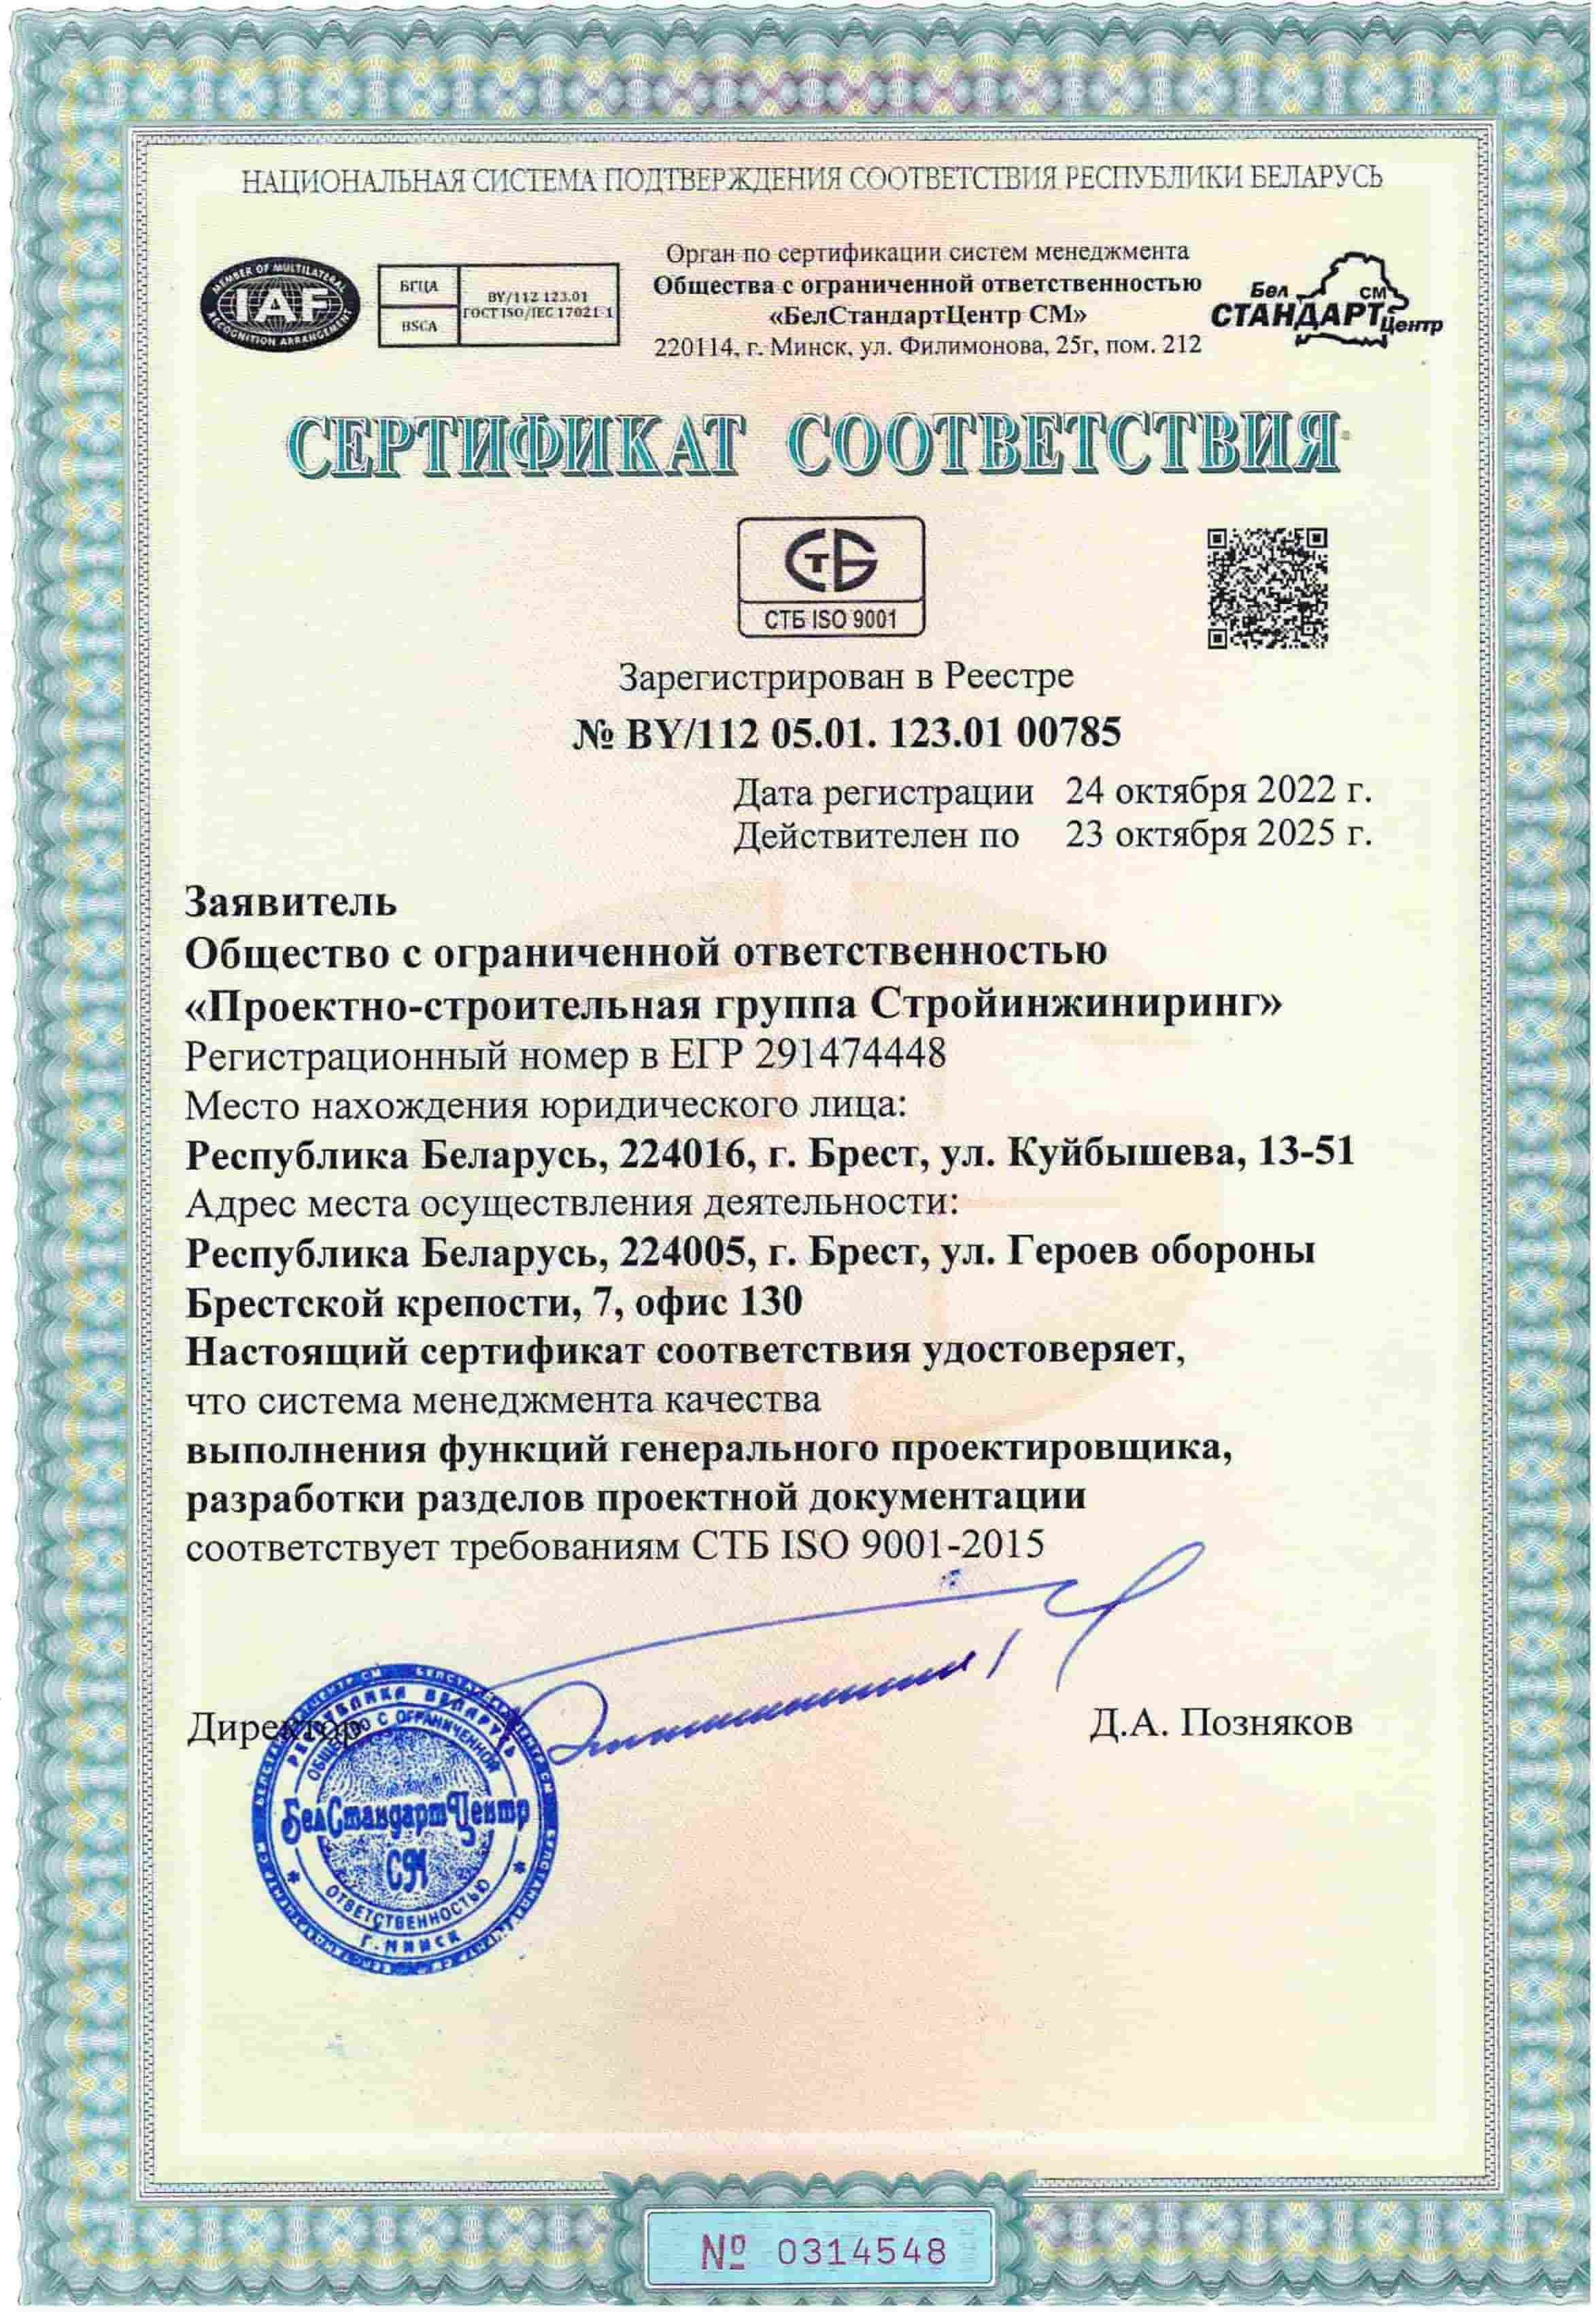 НАЦИОНАЛЬНАЯ СИСТЕМА ПОДТВЕРЖДЕНИЯ СООТВЕТСТВИЯ РЕСПУБЛИКИ БЕЛАРУСЬ
MEMBER OF MULTILATERAL
IAF
RECOGNITION ARRANGEMENT
БГЦА
BSCA
BY/112 123.01
ГОСТ ISO/IEC 17021-1
Орган по сертификации систем менеджмента
Общества с ограниченной ответственностью
«БелСтандартЦентр СМ»
220114, г. Минск, ул. Филимонова, 25г, пом. 212
Бел СМ
СТАНДАРТ
Центр
СЕРТИФИКАТ СООТВЕТСТВИЯ
СТБ
СТБ ISO 9001
Зарегистрирован в Реестре
№ BY/112 05.01. 123.01 00785
Дата регистрации 24 октября 2022 г.
Действителен по 23 октября 2025 г.
Заявитель
Общество с ограниченной ответственностью
«Проектно-строительная группа Стройинжиниринг»
Регистрационный номер в ЕГР 291474448
Место нахождения юридического лица:
Республика Беларусь, 224016, г. Брест, ул. Куйбышева, 13-51
Адрес места осуществления деятельности:
Республика Беларусь, 224005, г. Брест, ул. Героев обороны
Брестской крепости, 7, офис 130
Настоящий сертификат соответствия удостоверяет,
что система менеджмента качества
выполнения функций генерального проектировщика,
разработки разделов проектной документации
соответствует требованиям СТБ ISO 9001-2015
Директор
Д.А. Позняков
РЕСПУБЛИКА БЕЛАРУСЬ
ОБЩЕСТВО С ОГРАНИЧЕННОЙ
БелСтандартЦентр
СМ
ОТВЕТСТВЕННОСТЬЮ
Г. МИНСК
№ 0314548